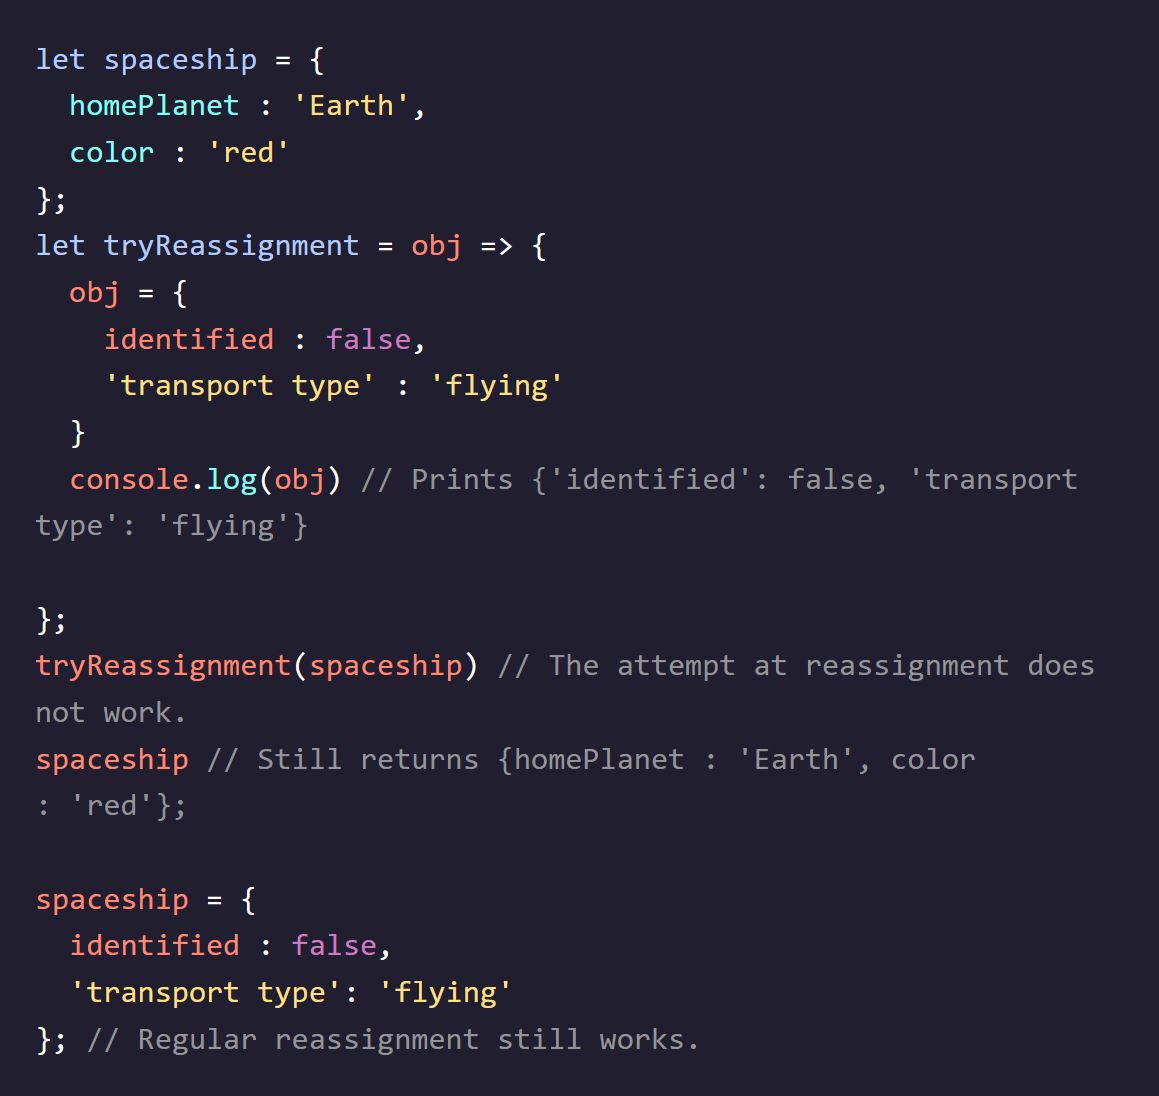 let spaceship = {
  homePlanet : 'Earth',
  color : 'red'
};
let tryReassignment = obj => {
  obj = {
    identified : false,
    'transport type' : 'flying'
  }
  console.log(obj) // Prints {'identified': false, 'transport
type': 'flying'}

};
tryReassignment(spaceship) // The attempt at reassignment does
not work.
spaceship // Still returns {homePlanet : 'Earth', color
: 'red'};

spaceship = {
  identified : false,
  'transport type': 'flying'
}; // Regular reassignment still works.